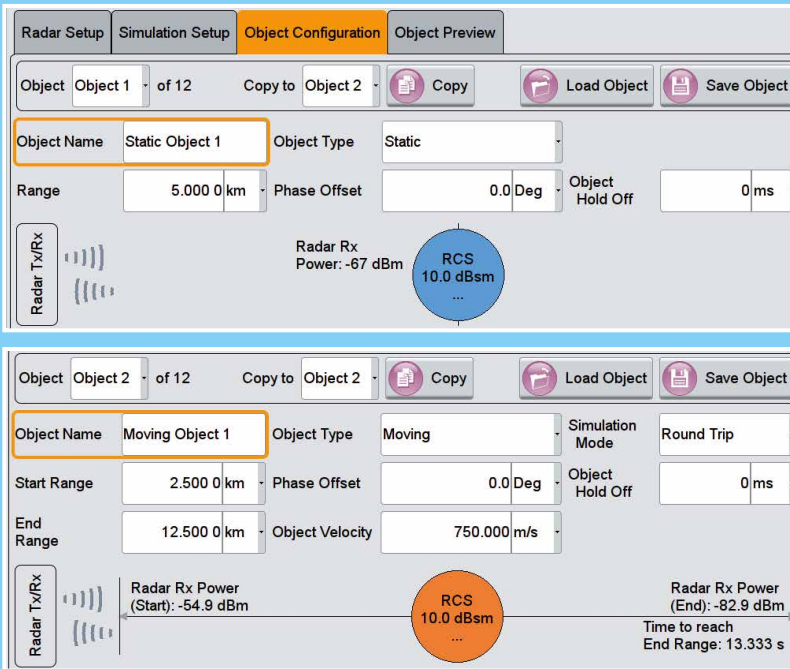 Radar Setup Simulation Setup Object Configuration Object Preview
Object Object 1 of 12 Copy to Object 2 Copy Load Object Save Object
Object Name Static Object 1 Object Type Static
Range 5.000 0 km Phase Offset 0.0 Deg Object Hold Off 0 ms
Radar Tx/Rx
Radar Rx
Power: -67 dBm
RCS
10.0 dBsm
...
Object Object 2 of 12 Copy to Object 2 Copy Load Object Save Object
Object Name Moving Object 1 Object Type Moving Simulation Mode Round Trip
Start Range 2.500 0 km Phase Offset 0.0 Deg Object Hold Off 0 ms
End Range 12.500 0 km Object Velocity 750.000 m/s
Radar Tx/Rx
Radar Rx Power
(Start): -54.9 dBm
RCS
10.0 dBsm
...
Radar Rx Power
(End): -82.9 dBm
Time to reach
End Range: 13.333 s